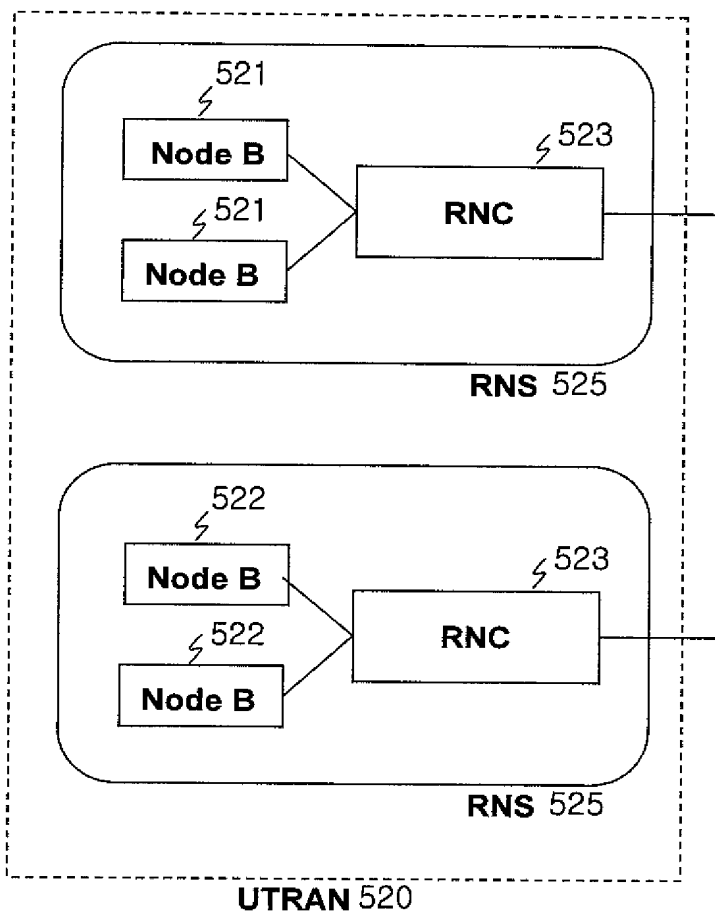 521
Node B
523
RNC
521
Node B
RNS 525
522
Node B
523
RNC
522
Node B
RNS 525
UTRAN 520